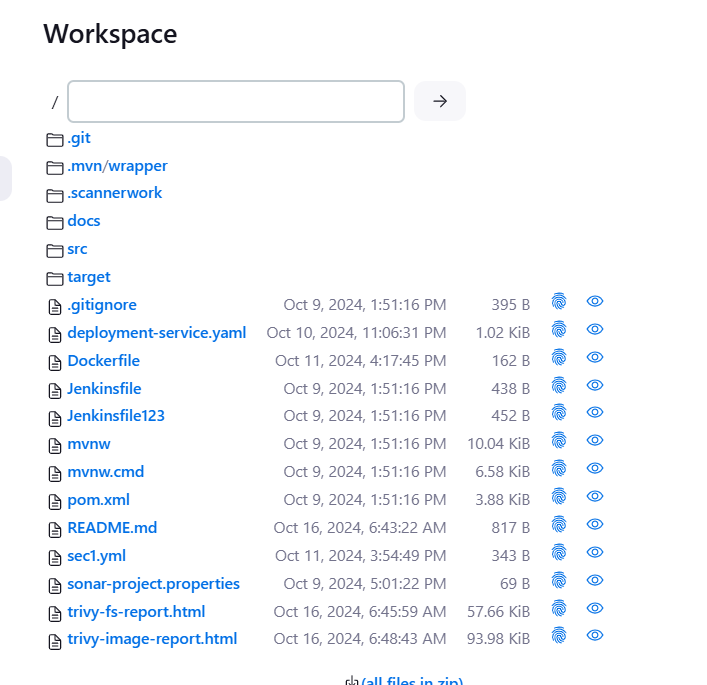 Workspace
/
.git
.mvn/wrapper
.scannerwork
docs
src
target
.gitignore Oct 9, 2024, 1:51:16 PM 395 B
deployment-service.yaml Oct 10, 2024, 11:06:31 PM 1.02 KiB
Dockerfile Oct 11, 2024, 4:17:45 PM 162 B
Jenkinsfile Oct 9, 2024, 1:51:16 PM 438 B
Jenkinsfile123 Oct 9, 2024, 1:51:16 PM 452 B
mvnw Oct 9, 2024, 1:51:16 PM 10.04 KiB
mvnw.cmd Oct 9, 2024, 1:51:16 PM 6.58 KiB
pom.xml Oct 9, 2024, 1:51:16 PM 3.88 KiB
README.md Oct 16, 2024, 6:43:22 AM 817 B
sec1.yml Oct 11, 2024, 3:54:49 PM 343 B
sonar-project.properties Oct 9, 2024, 5:01:22 PM 69 B
trivy-fs-report.html Oct 16, 2024, 6:45:59 AM 57.66 KiB
trivy-image-report.html Oct 16, 2024, 6:48:43 AM 93.98 KiB
(all files in zip)